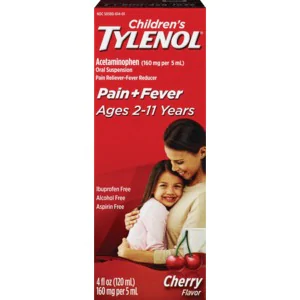 Children's
TYLENOL
Acetaminophen (160 mg per 5 mL)
Oral Suspension
Pain Reliever-Fever Reducer
Pain+Fever
Ages 2-11 Years
Ibuprofen Free
Alcohol Free
Aspirin Free
4 fl oz (120 mL)
160 mg per 5 mL
Cherry
Flavor